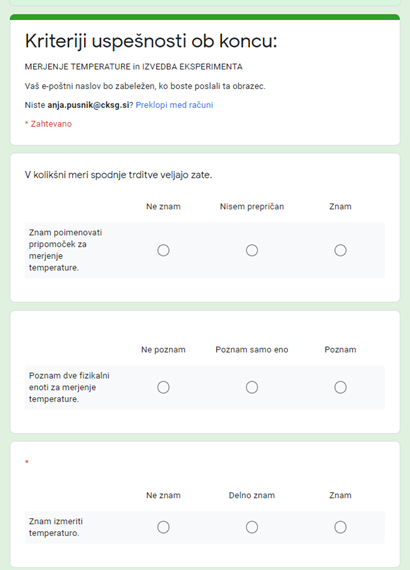 Kriteriji uspešnosti ob koncu:
MERJENJE TEMPERATURE in IZVEDBA EKSPERIMENTA
Vaš e-poštni naslov bo zabeležen, ko boste poslali ta obrazec.
Niste anja.pusnik@cksg.si? Preklopi med računi
* Zahtevano
V kolikšni meri spodnje trditve veljajo zate.
Ne znam Nisem prepričan Znam
Znam poimenovati
pripomoček za
merjenje
temperature.
Ne poznam Poznam samo eno Poznam
Poznam dve fizikalni
enoti za merjenje
temperature.
*
Ne znam Delno znam Znam
Znam izmeriti
temperaturo.